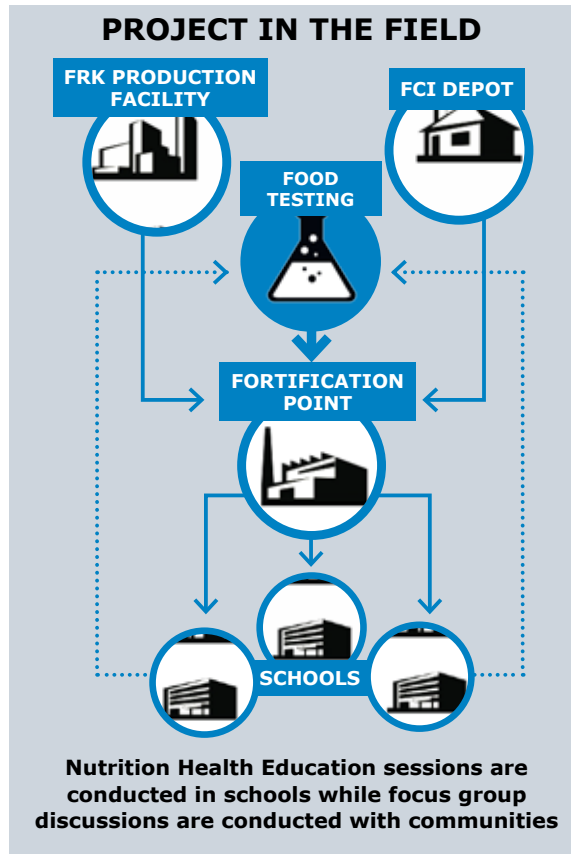 PROJECT IN THE FIELD
FRK PRODUCTION
FACILITY
FCI DEPOT
FOOD
TESTING
FORTIFICATION
POINT
SCHOOLS
Nutrition Health Education sessions are
conducted in schools while focus group
discussions are conducted with communities